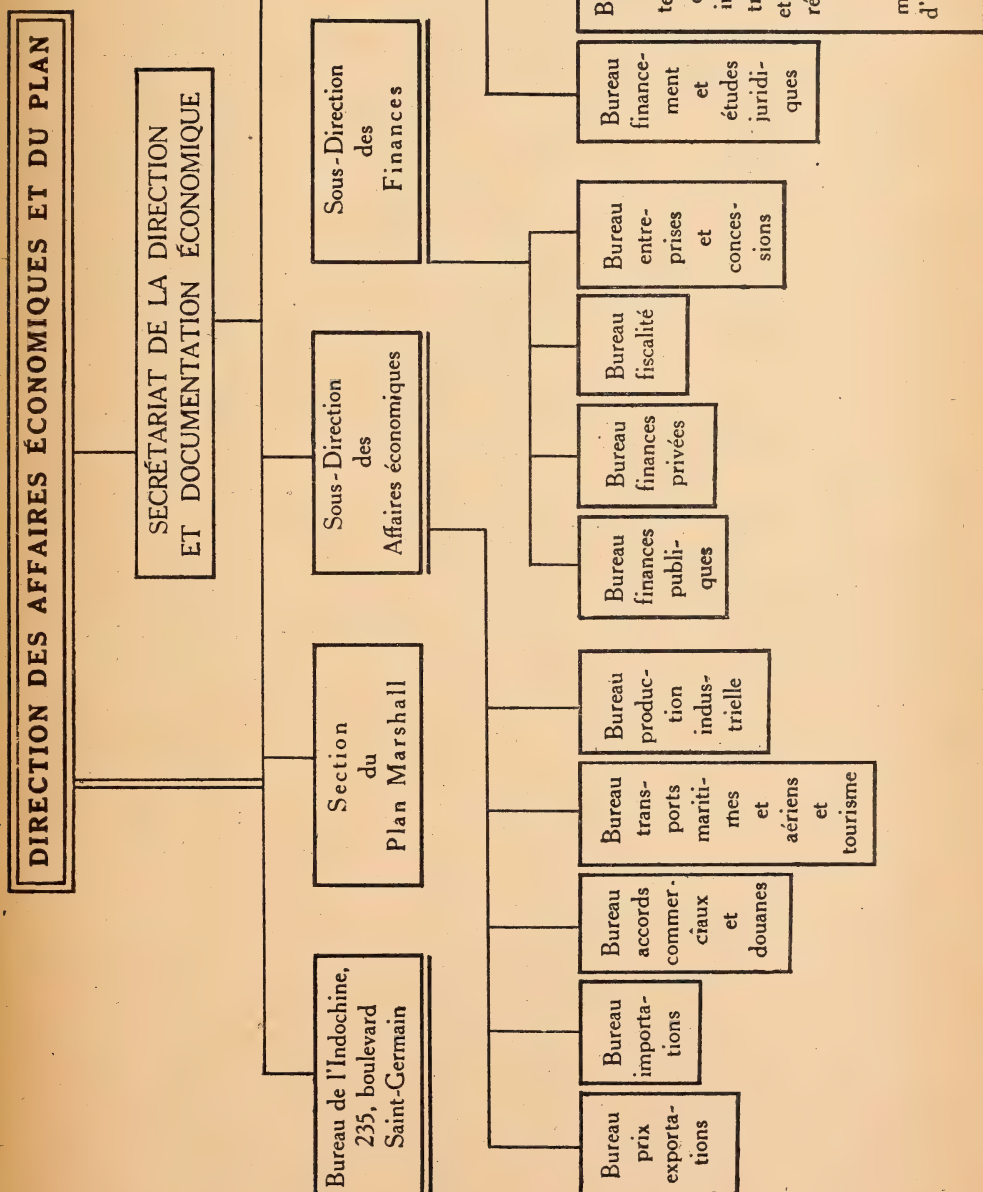 DIRECTION DES AFFAIRES ÉCONOMIQUES ET DU PLAN
SECRÉTARIAT DE LA DIRECTION
ET DOCUMENTATION ÉCONOMIQUE
Bureau de l'Indochine,
235, boulevard
Saint-Germain
Section
du
Plan Marshall
Sous-Direction
des
Affaires économiques
Sous-Direction
des
Finances
Bureau
prix
exporta-
tions
Bureau
importa-
tions
Bureau
accords
commer-
ciaux
et
douanes
Bureau
trans-
ports
mariti-
mes
et
aériens
et
tourisme
Bureau
produc-
tion
indus-
trielle
Bureau
finances
publi-
ques
Bureau
finances
privées
Bureau
fiscalité
Bureau
entre-
prises
et
conces-
sions
Bureau
finance-
ment
et
études
juridi-
ques
et